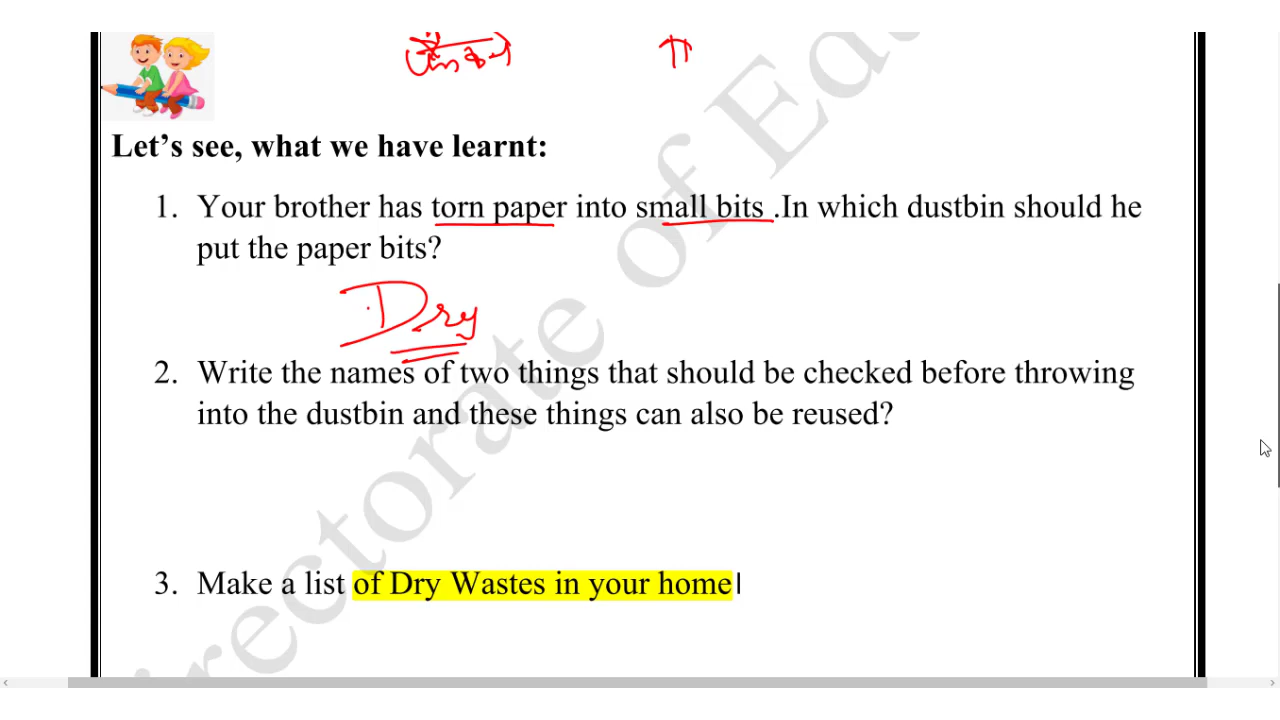 Let's see, what we have learnt:
1. Your brother has torn paper into small bits .In which dustbin should he
put the paper bits?
Dry
2. Write the names of two things that should be checked before throwing
into the dustbin and these things can also be reused?
3. Make a list of Dry Wastes in your home|